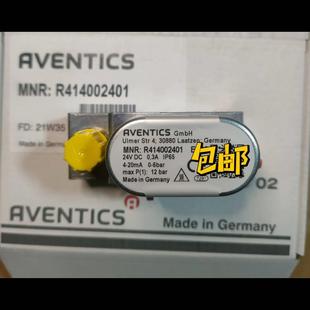 AVENTICS
MNR: R414002401
Made in
FD: 21W35
AVENTICS GmbH
Ulmer Str 4, 30880 Laatzen, Germany
MNR: R414002401
24V DC 0,3A IP65
4-20mA 0-6bar
max P(1): 12 bar
Made in Germany
包邮
02
AVENTICS
Made in Germany